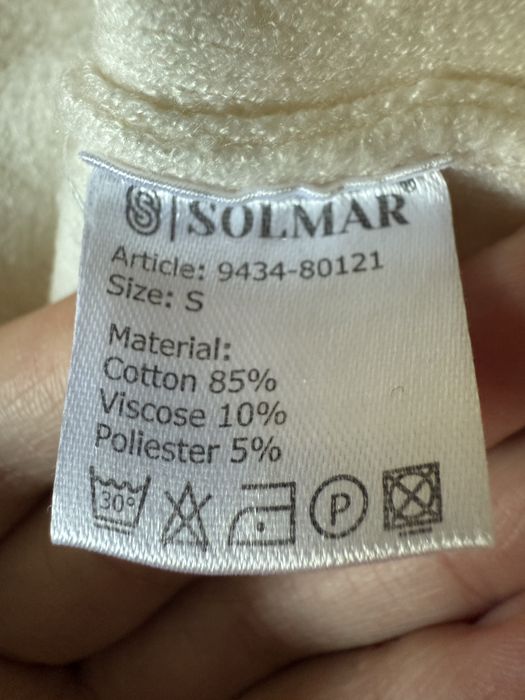 S | SOLMAR®
Article: 9434-80121
Size: S
Material:
Cotton 85%
Viscose 10%
Poliester 5%
30° P